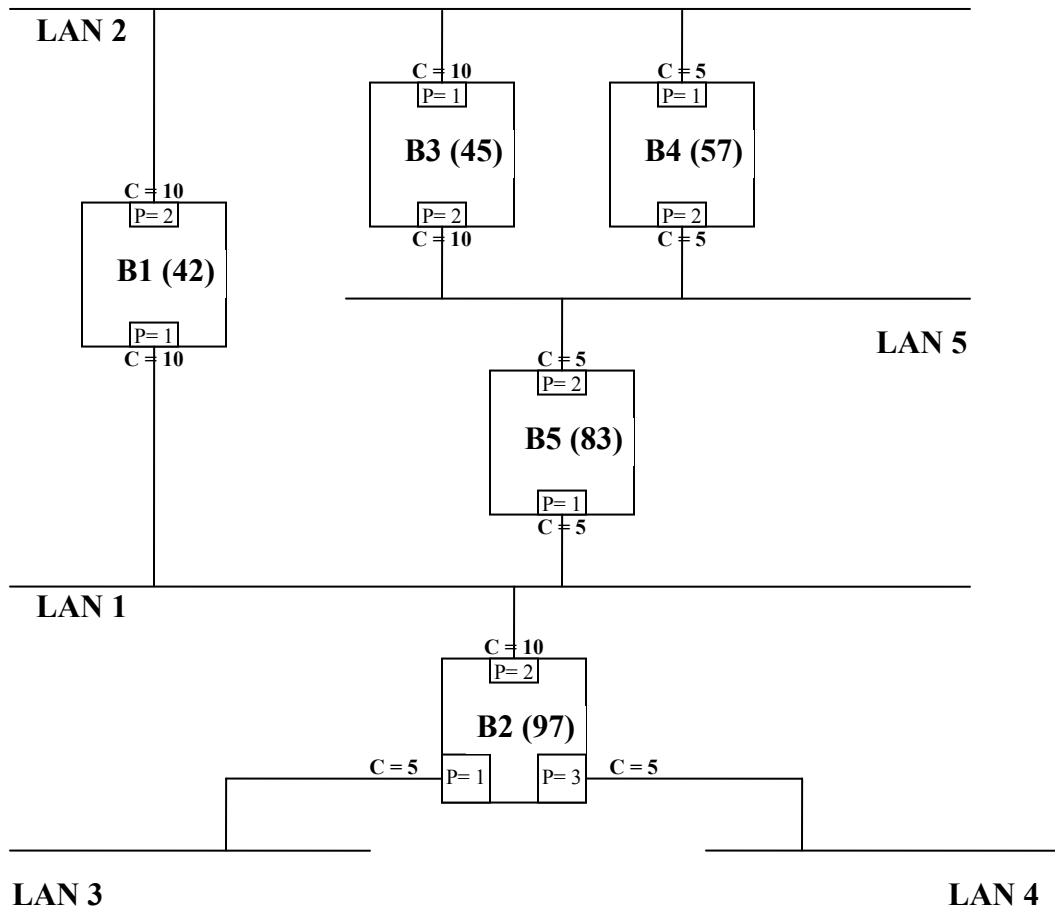 LAN 2
C = 10
P= 1
B3 (45)
P= 2
C = 10
C = 5
P= 1
B4 (57)
P= 2
C = 5
C = 10
P= 2
B1 (42)
P= 1
C = 10
LAN 5
C = 5
P= 2
B5 (83)
P= 1
C = 5
LAN 1
C = 10
P= 2
B2 (97)
C = 5
P= 1
P= 3
C = 5
LAN 3
LAN 4